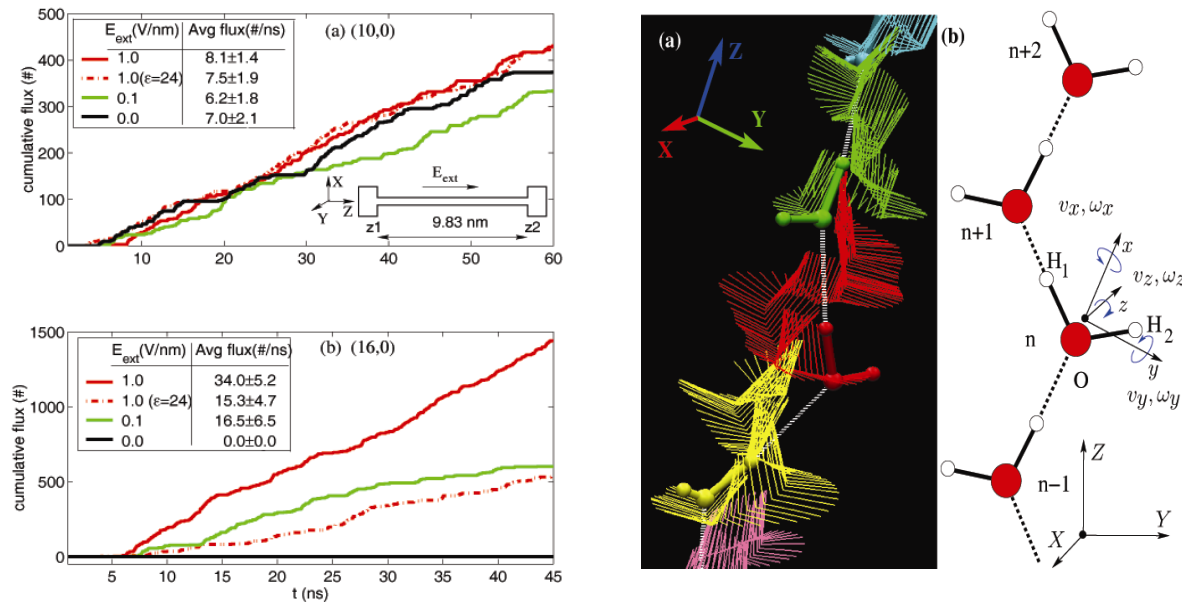 (a) (10,0)
E_ext(V/nm) Avg flux(#/ns)
1.0 8.1±1.4
1.0(ε=24) 7.5±1.9
0.1 6.2±1.8
0.0 7.0±2.1
cumulative flux (#)
500
400
300
200
100
0
10 20 30 40 50 60
X
Y
Z
E_ext
z1
9.83 nm
z2
(b) (16,0)
E_ext(V/nm) Avg flux(#/ns)
1.0 34.0±5.2
1.0 (ε=24) 15.3±4.7
0.1 16.5±6.5
0.0 0.0±0.0
cumulative flux (#)
1500
1000
500
0
5 10 15 20 25 30 35 40 45
t (ns)
(a)
Z
X
Y
(b)
n+2
n+1
v_x, ω_x
H_1
x
v_z, ω_z
z
H_2
n
O
y
v_y, ω_y
n−1
Z
Y
X